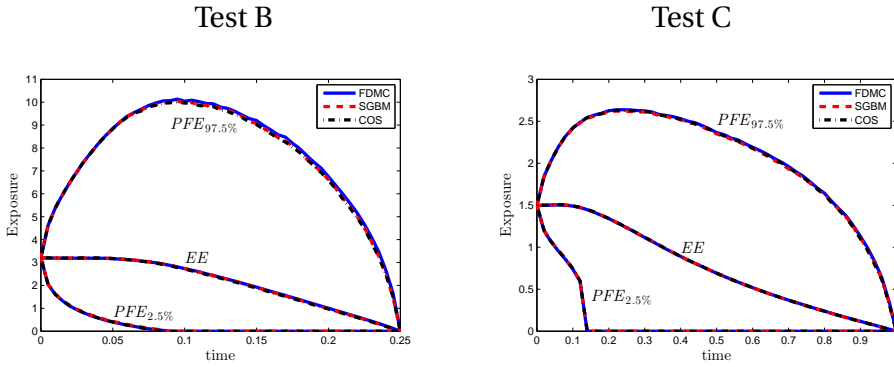 Test B
Test C
11
10
9
8
7
6
5
4
3
2
1
0
Exposure
0
0.05
0.1
0.15
0.2
0.25
time
FDMC
SGBM
COS
PFE97.5%
EE
PFE2.5%
3
2.5
2
1.5
1
0.5
0
Exposure
0
0.1
0.2
0.3
0.4
0.5
0.6
0.7
0.8
0.9
time
FDMC
SGBM
COS
PFE97.5%
EE
PFE2.5%